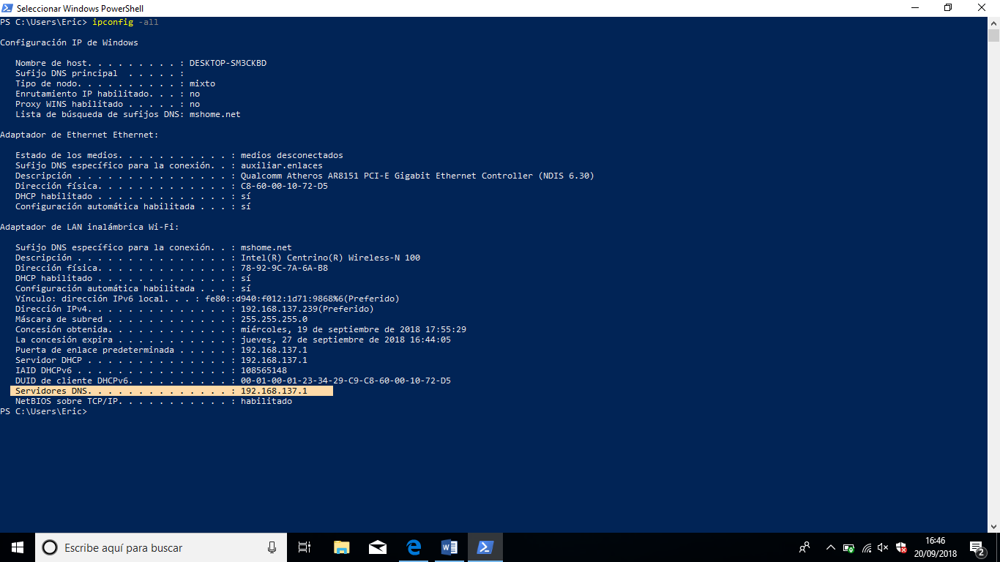 Seleccionar Windows PowerShell
PS C:\Users\Eric> ipconfig -all
Configuración IP de Windows
Nombre de host. . . . . . . . . : DESKTOP-SM3CKBD
Sufijo DNS principal  . . . . . :
Tipo de nodo. . . . . . . . . . : mixto
Enrutamiento IP habilitado. . . : no
Proxy WINS habilitado . . . . . : no
Lista de búsqueda de sufijos DNS: mshome.net
Adaptador de Ethernet Ethernet:
Estado de los medios. . . . . . . . . . . : medios desconectados
Sufijo DNS específico para la conexión. . : auxiliar.enlaces
Descripción . . . . . . . . . . . . . . . : Qualcomm Atheros AR8151 PCI-E Gigabit Ethernet Controller (NDIS 6.30)
Dirección física. . . . . . . . . . . . . : C8-60-00-10-72-D5
DHCP habilitado . . . . . . . . . . . . . : sí
Configuración automática habilitada . . . : sí
Adaptador de LAN inalámbrica Wi-Fi:
Sufijo DNS específico para la conexión. . : mshome.net
Descripción . . . . . . . . . . . . . . . : Intel(R) Centrino(R) Wireless-N 100
Dirección física. . . . . . . . . . . . . : 78-92-9C-7A-6A-B8
DHCP habilitado . . . . . . . . . . . . . : sí
Configuración automática habilitada . . . : sí
Vínculo: dirección IPv6 local. . . : fe80::d940:f012:1d71:9868%6(Preferido)
Dirección IPv4. . . . . . . . . . . . . . : 192.168.137.239(Preferido)
Máscara de subred . . . . . . . . . . . . : 255.255.255.0
Concesión obtenida. . . . . . . . . . . . : miércoles, 19 de septiembre de 2018 17:55:29
La concesión expira . . . . . . . . . . . : jueves, 27 de septiembre de 2018 16:44:05
Puerta de enlace predeterminada . . . . . : 192.168.137.1
Servidor DHCP . . . . . . . . . . . . . . : 192.168.137.1
IAID DHCPv6 . . . . . . . . . . . . . . . : 108565148
DUID de cliente DHCPv6. . . . . . . . . . : 00-01-00-01-23-34-29-C9-C8-60-00-10-72-D5
Servidores DNS. . . . . . . . . . . . . . : 192.168.137.1
NetBIOS sobre TCP/IP. . . . . . . . . . . : habilitado
PS C:\Users\Eric>
Escribe aquí para buscar
16:46
20/09/2018
2